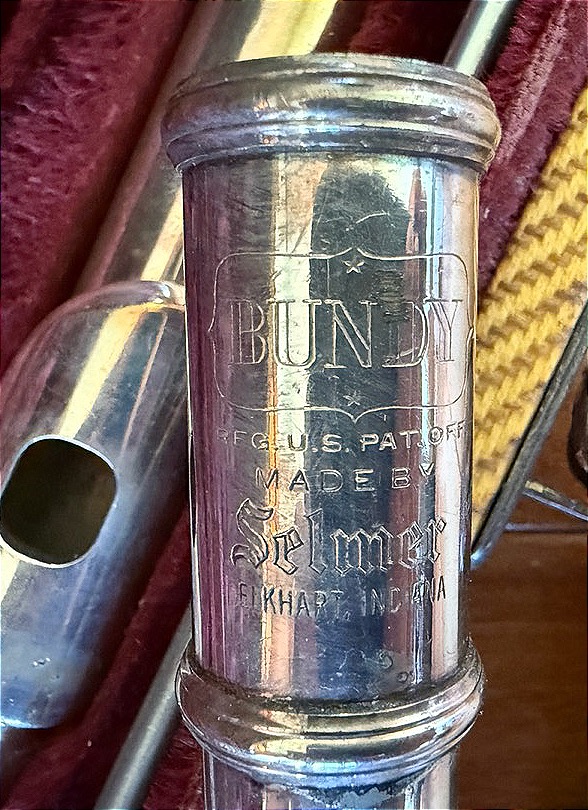 BUNDY
REG. U.S. PAT. OFF.
MADE BY
Selmer
ELKHART, INDIANA